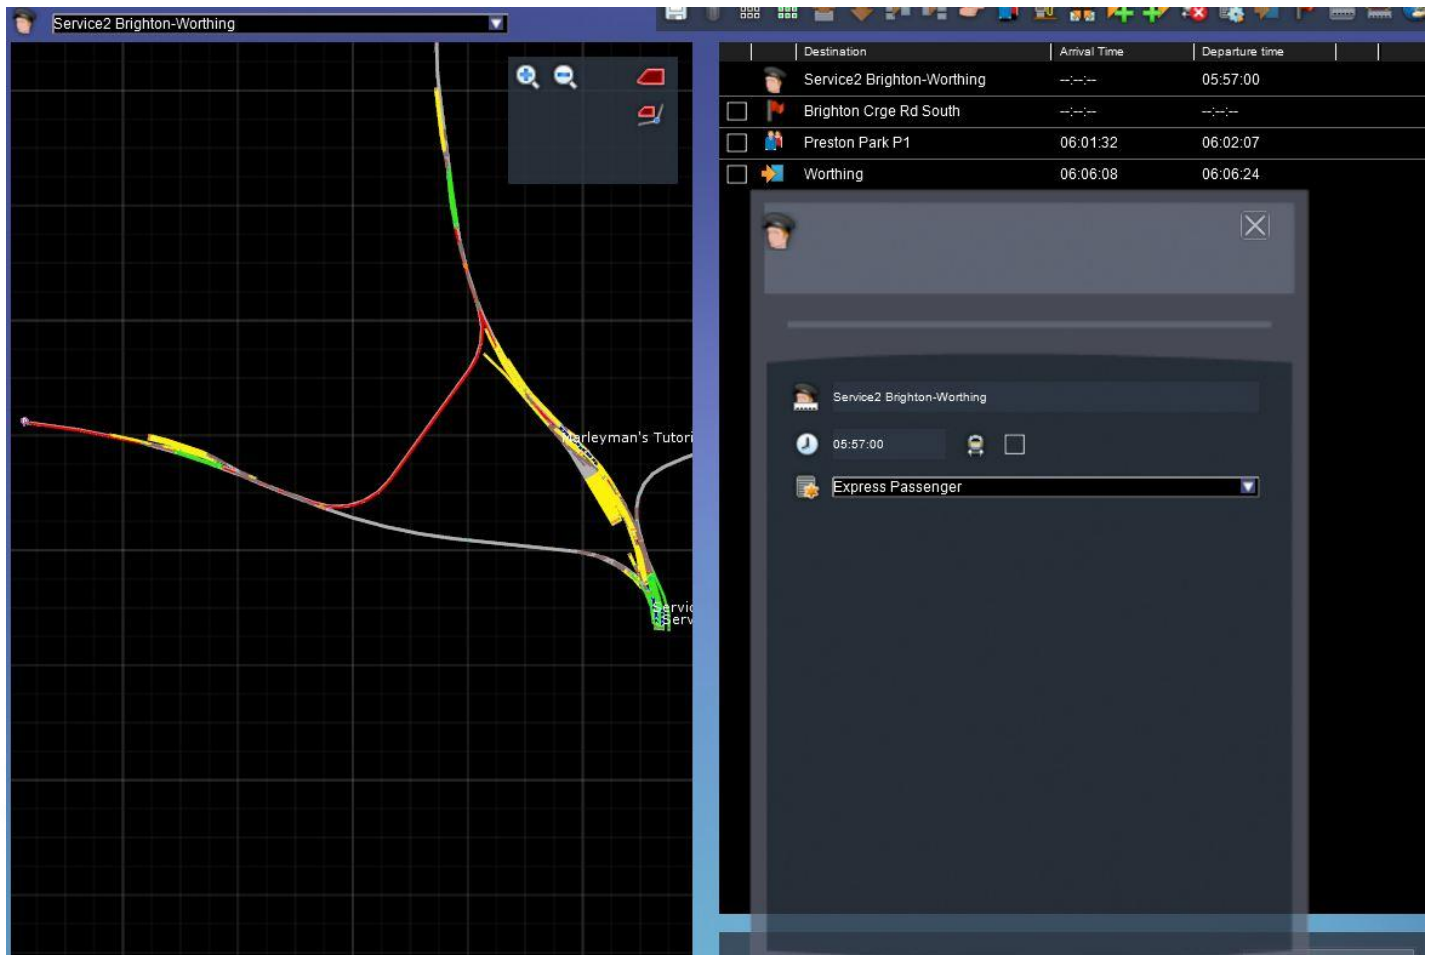 Service2 Brighton-Worthing
Destination Arrival Time Departure time
Service2 Brighton-Worthing --:--:-- 05:57:00
Brighton Crge Rd South --:--:-- --:--:--
Preston Park P1 06:01:32 06:02:07
Worthing 06:06:08 06:06:24
Service2 Brighton-Worthing
Marleyman's Tutori
05:57:00
Express Passenger
Servic
Serv